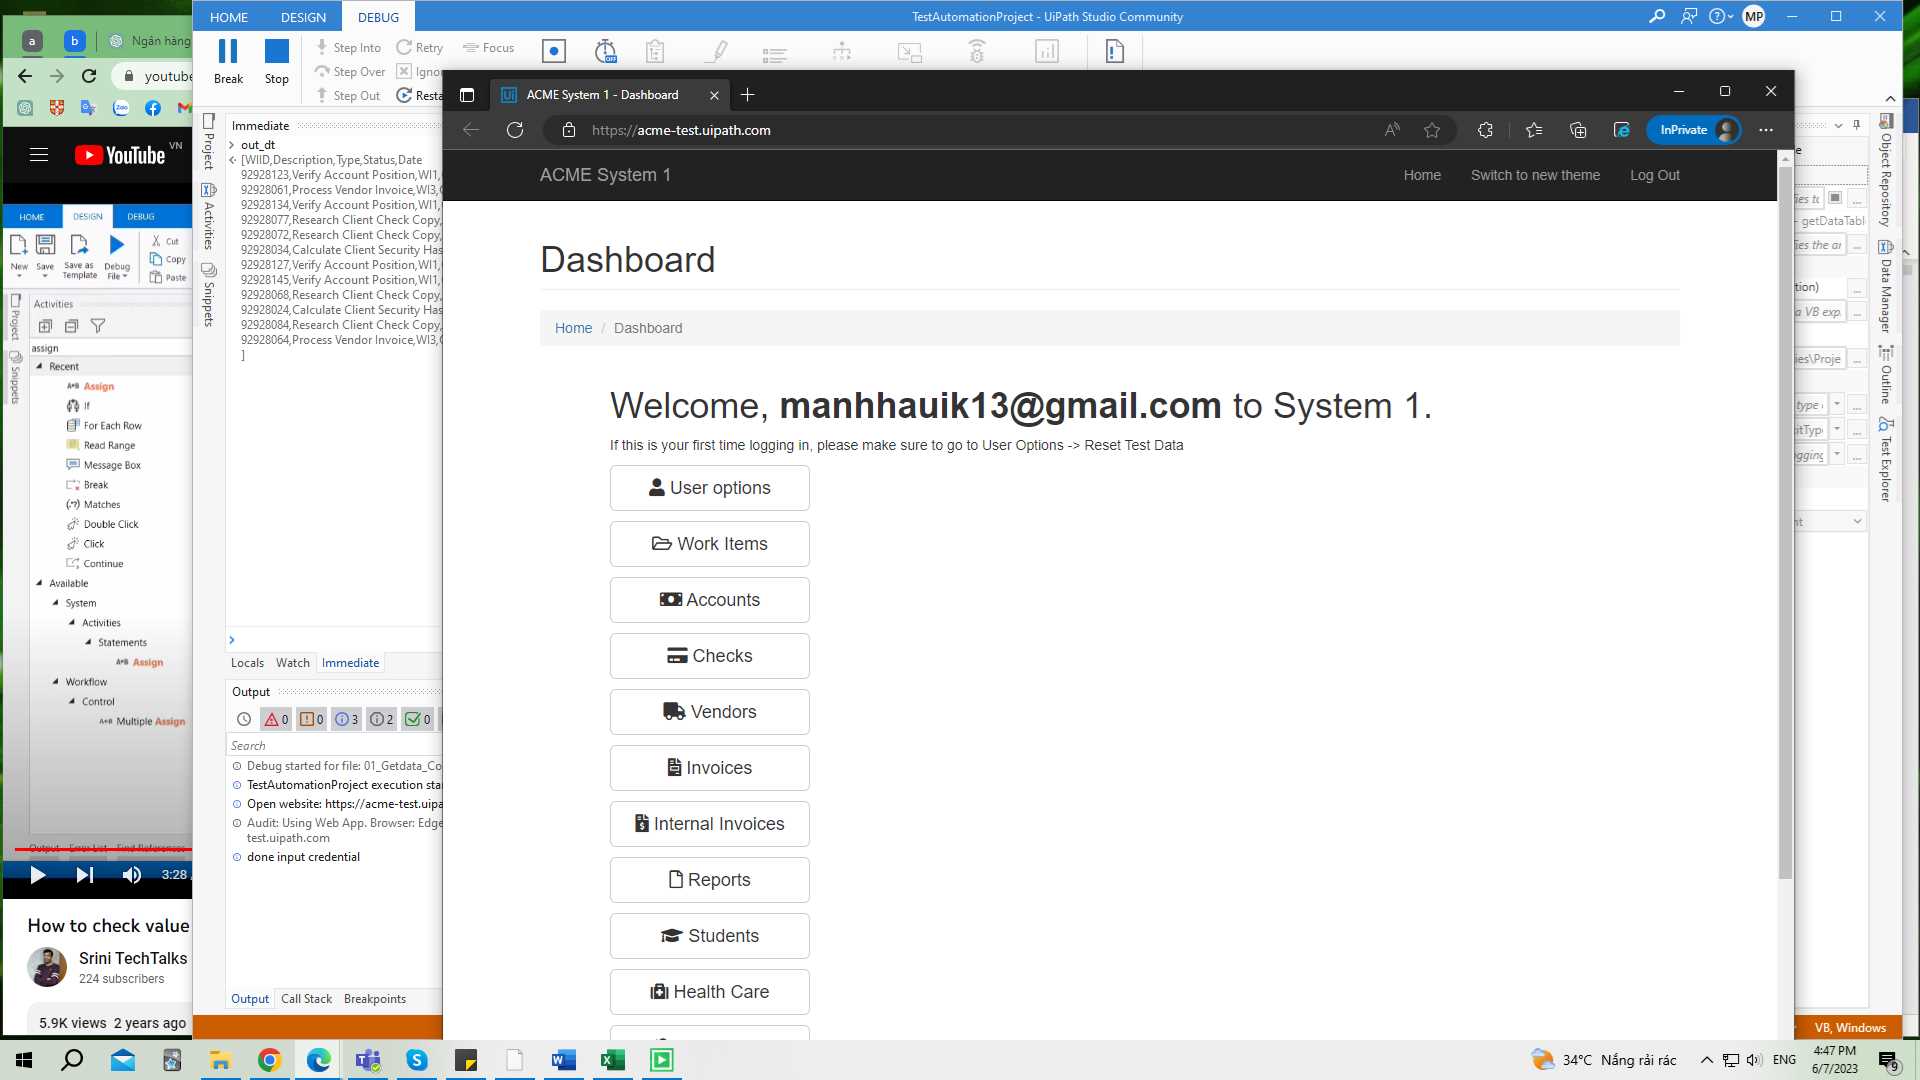 HOME DESIGN DEBUG
TestAutomationProject - UiPath Studio Community
MP
Break
Stop
Step Into
Step Over
Step Out
Retry
Focus
a
b
Ngân hàng
youtube
YouTube VN
HOME DESIGN DEBUG
New
Save
Save as Template
Debug File
Cut
Copy
Paste
Activities
Project
Snippets
assign
Recent
Assign
If
For Each Row
Read Range
Message Box
Break
Matches
Double Click
Click
Continue
Available
System
Activities
Statements
Assign
Workflow
Control
Multiple Assign
3:28
How to check value
Srini TechTalks
224 subscribers
5.9K views 2 years ago
Project
Activities
Snippets
Immediate
out_dt
[WIID,Description,Type,Status,Date
92928123,Verify Account Position,WI1,
92928061,Process Vendor Invoice,WI3,
92928134,Verify Account Position,WI1,
92928077,Research Client Check Copy,
92928072,Research Client Check Copy,
92928034,Calculate Client Security Has
92928127,Verify Account Position,WI1,
92928145,Verify Account Position,WI1,
92928068,Research Client Check Copy,
92928024,Calculate Client Security Has
92928084,Research Client Check Copy,
92928064,Process Vendor Invoice,WI3,
]
Locals Watch Immediate
Output
0 0 3 2 0
Search
Debug started for file: 01_Getdata_Co
TestAutomationProject execution sta
Open website: https://acme-test.uipa
Audit: Using Web App. Browser: Edge
test.uipath.com
done input credential
Output Call Stack Breakpoints
ACME System 1 - Dashboard
https://acme-test.uipath.com
InPrivate
ACME System 1
Home Switch to new theme Log Out
Dashboard
Home / Dashboard
Welcome, manhhauik13@gmail.com to System 1.
If this is your first time logging in, please make sure to go to User Options -> Reset Test Data
User options
Work Items
Accounts
Checks
Vendors
Invoices
Internal Invoices
Reports
Students
Health Care
getDataTabl
a VB exp.
Object Repository
Data Manager
Outline
Test Explorer
VB, Windows
34°C Nắng rải rác
ENG
4:47 PM
6/7/2023
9